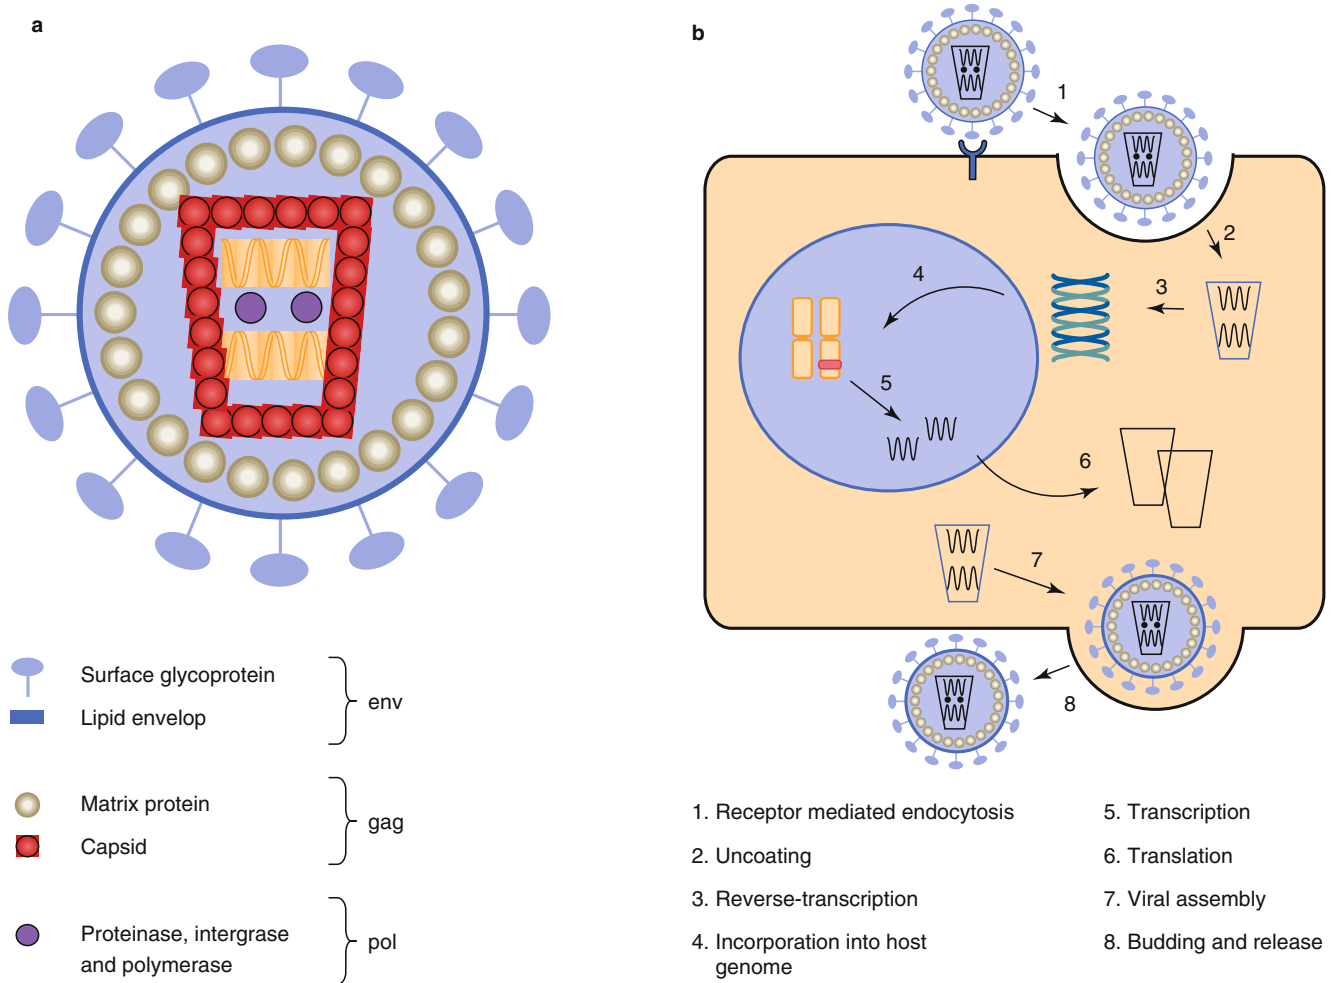 a
Surface glycoprotein
Lipid envelop
env
Matrix protein
Capsid
gag
Proteinase, intergrase
and polymerase
pol
b
1
2
3
4
5
6
7
8
1. Receptor mediated endocytosis
2. Uncoating
3. Reverse-transcription
4. Incorporation into host
genome
5. Transcription
6. Translation
7. Viral assembly
8. Budding and release